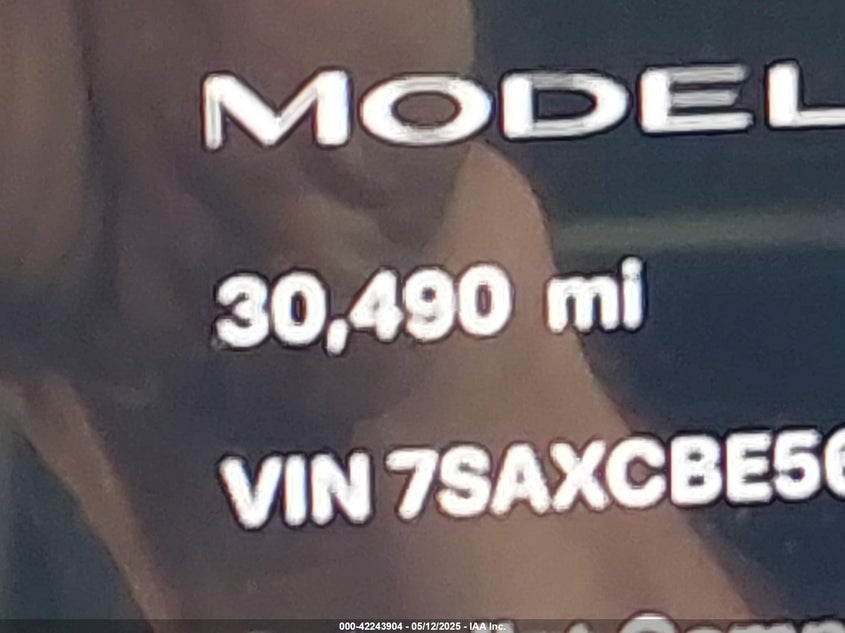 MODEL
30,490 mi
VIN 7SAXCBE56
000-42243904 - 05/12/2025 - IAA Inc.